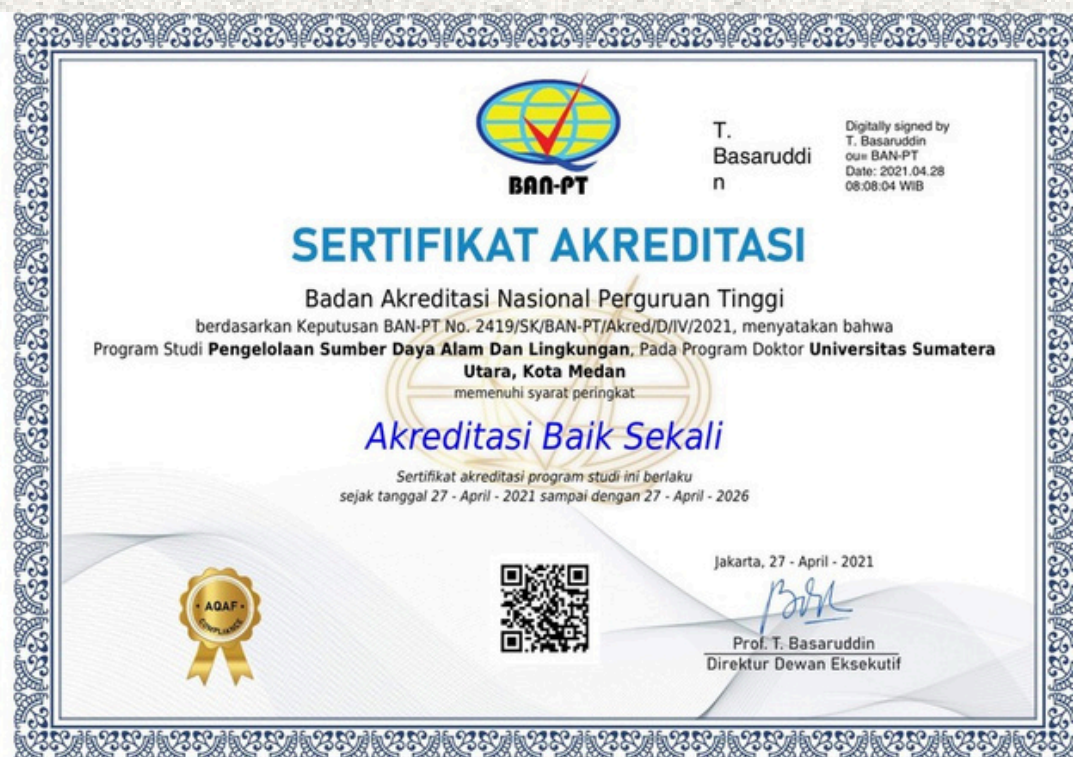 BAN-PT
T.
Basaruddi
n
Digitally signed by
T. Basaruddin
ou= BAN-PT
Date: 2021.04.28
08:08:04 WIB
SERTIFIKAT AKREDITASI
Badan Akreditasi Nasional Perguruan Tinggi
berdasarkan Keputusan BAN-PT No. 2419/SK/BAN-PT/Akred/D/IV/2021, menyatakan bahwa
Program Studi Pengelolaan Sumber Daya Alam Dan Lingkungan, Pada Program Doktor Universitas Sumatera
Utara, Kota Medan
memenuhi syarat peringkat
Akreditasi Baik Sekali
Sertifikat akreditasi program studi ini berlaku
sejak tanggal 27 - April - 2021 sampai dengan 27 - April - 2026
AQAF
COMPLIANCE
Jakarta, 27 - April - 2021
Prof. T. Basaruddin
Direktur Dewan Eksekutif